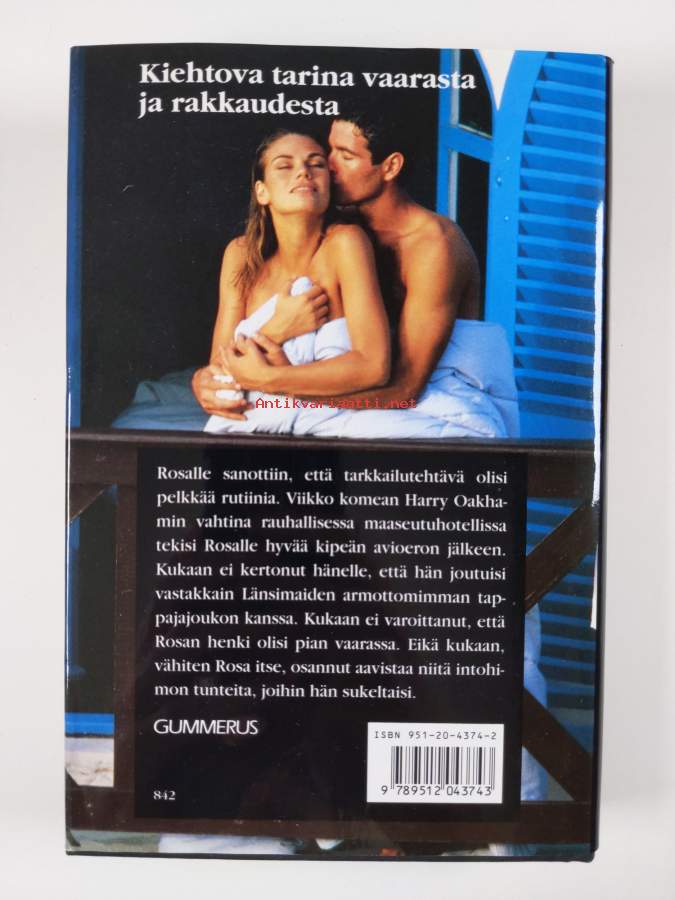 Kiehtova tarina vaarasta
ja rakkaudesta
Antikvariaatti.net
Rosalle sanottiin, että tarkkailutehtävä olisi
pelkkää rutiinia. Viikko komean Harry Oakha-
min vahtina rauhallisessa maaseutuhotellissa
tekisi Rosalle hyvää kipeän avioeron jälkeen.
Kukaan ei kertonut hänelle, että hän joutuisi
vastakkain Länsimaiden armottomimman tap-
pajajoukon kanssa. Kukaan ei varoittanut, että
Rosan henki olisi pian vaarassa. Eikä kukaan,
vähiten Rosa itse, osannut aavistaa niitä intohi-
mon tunteita, joihin hän sukeltaisi.
GUMMERUS
ISBN 951-20-4374-2
9 789512 043743
842